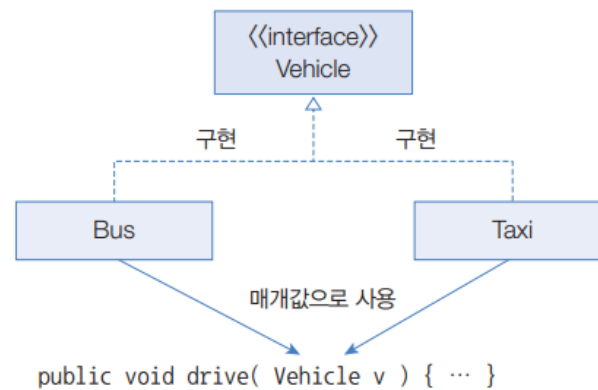 《interface》
Vehicle
구현 구현
Bus Taxi
매개값으로 사용
public void drive( Vehicle v ) { … }